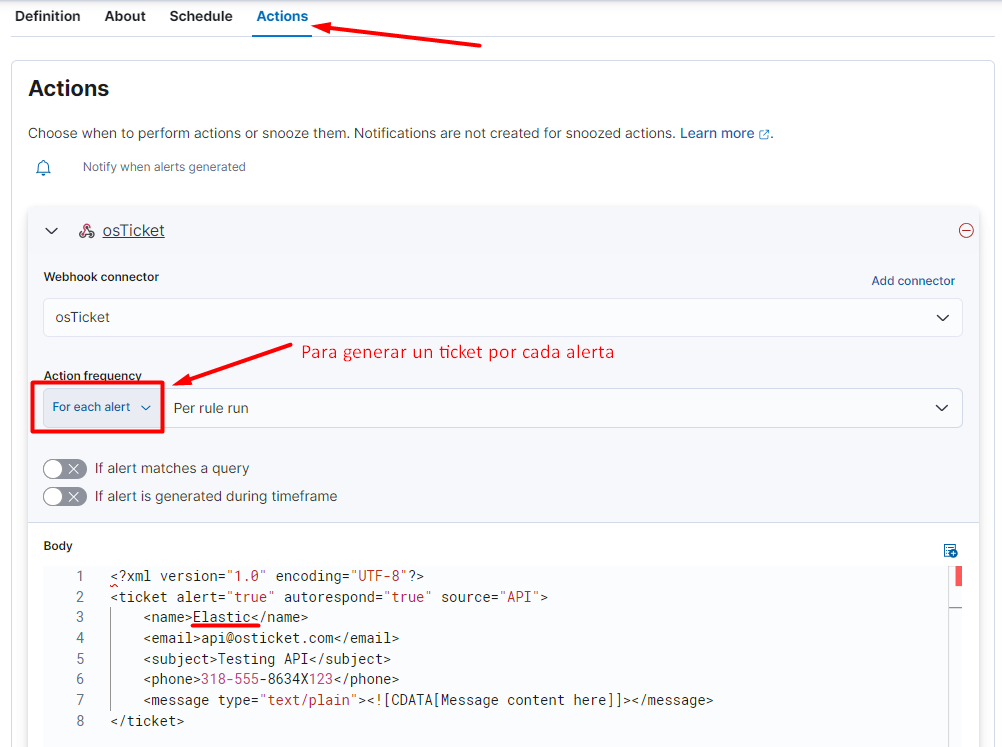 Definition About Schedule Actions
Actions
Choose when to perform actions or snooze them. Notifications are not created for snoozed actions. Learn more.
Notify when alerts generated
osTicket
Webhook connector
Add connector
osTicket
Para generar un ticket por cada alerta
Action frequency
For each alert Per rule run
If alert matches a query
If alert is generated during timeframe
Body
1 <?xml version="1.0" encoding="UTF-8"?>
2 <ticket alert="true" autorespond="true" source="API">
3 <name>Elastic</name>
4 <email>api@osticket.com</email>
5 <subject>Testing API</subject>
6 <phone>318-555-8634X123</phone>
7 <message type="text/plain"><![CDATA[Message content here]]></message>
8 </ticket>